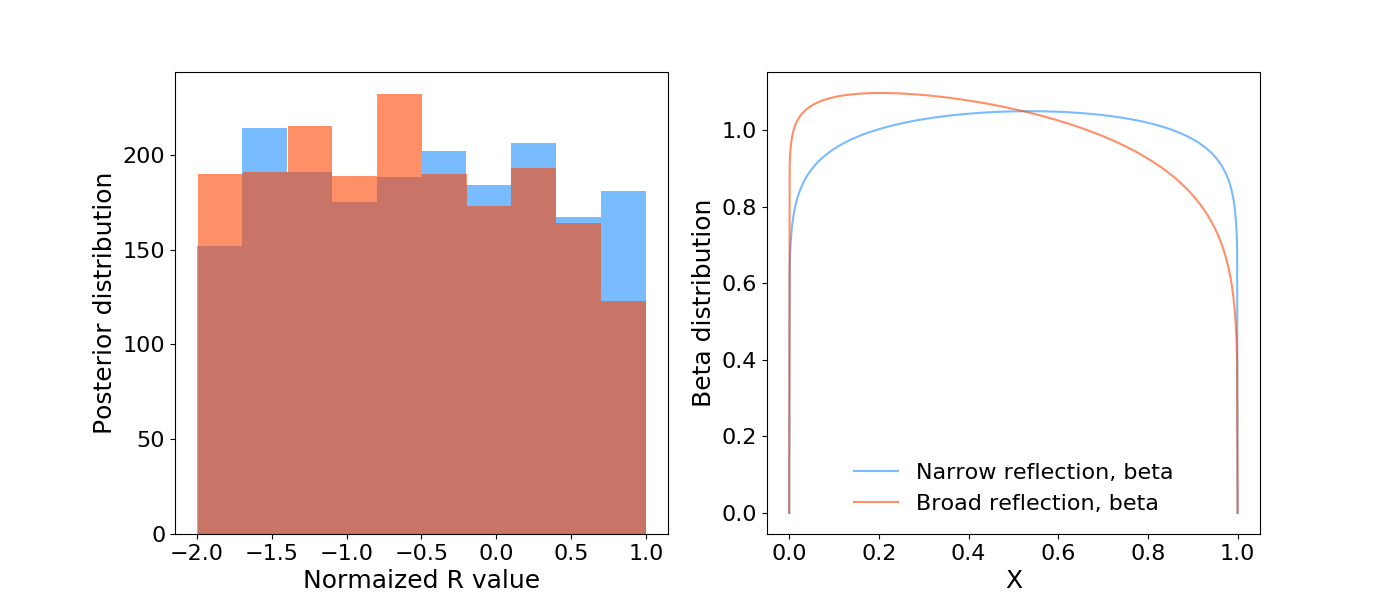 Posterior distribution
200
150
100
50
0
−2.0 −1.5 −1.0 −0.5 0.0 0.5 1.0
Normaized R value
Beta distribution
1.0
0.8
0.6
0.4
0.2
0.0
Narrow reflection, beta
Broad reflection, beta
0.0 0.2 0.4 0.6 0.8 1.0
X